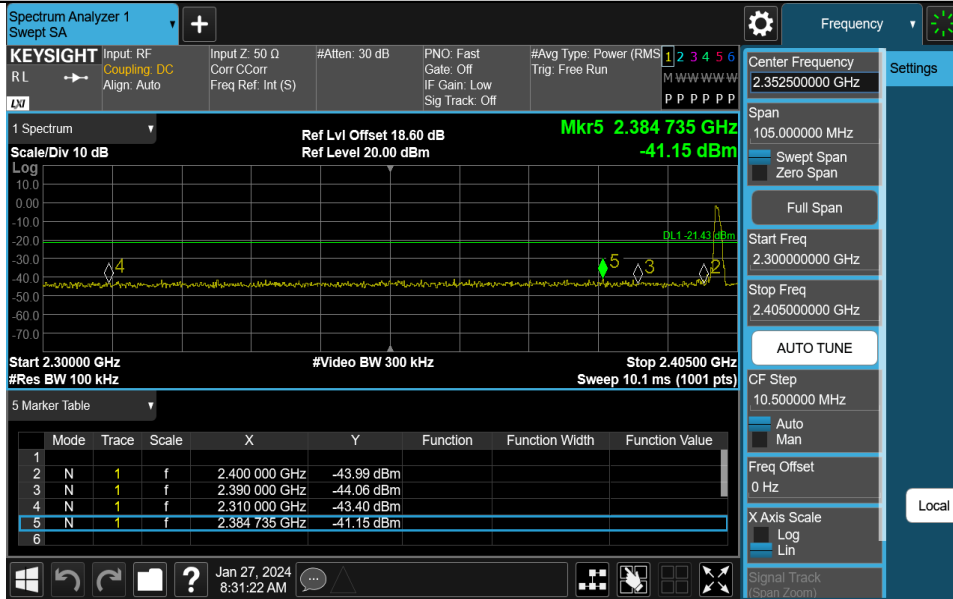 Spectrum Analyzer 1
Swept SA
+
Frequency
KEYSIGHT
RL
LXI
Input: RF
Coupling: DC
Align: Auto
Input Z: 50 Ω
Corr CCorr
Freq Ref: Int (S)
#Atten: 30 dB
PNO: Fast
Gate: Off
IF Gain: Low
Sig Track: Off
#Avg Type: Power (RMS
Trig: Free Run
1 2 3 4 5 6
M W W W W W
P P P P P P
1 Spectrum
Scale/Div 10 dB
Ref Lvl Offset 18.60 dB
Ref Level 20.00 dBm
Mkr5 2.384 735 GHz
-41.15 dBm
Log
10.0
0.00
-10.0
-20.0
-30.0
-40.0
-50.0
-60.0
-70.0
DL1 -21.43 dBm
4
5
3
2
Start 2.30000 GHz
#Video BW 300 kHz
Stop 2.40500 GHz
#Res BW 100 kHz
Sweep 10.1 ms (1001 pts)
5 Marker Table
Mode Trace Scale X Y Function Function Width Function Value
1
2 N 1 f 2.400 000 GHz -43.99 dBm
3 N 1 f 2.390 000 GHz -44.06 dBm
4 N 1 f 2.310 000 GHz -43.40 dBm
5 N 1 f 2.384 735 GHz -41.15 dBm
6
?
Jan 27, 2024
8:31:22 AM
Center Frequency
2.352500000 GHz
Settings
Span
105.000000 MHz
Swept Span
Zero Span
Full Span
Start Freq
2.300000000 GHz
Stop Freq
2.405000000 GHz
AUTO TUNE
CF Step
10.500000 MHz
Auto
Man
Freq Offset
0 Hz
Local
X Axis Scale
Log
Lin
Signal Track
(Span Zoom)